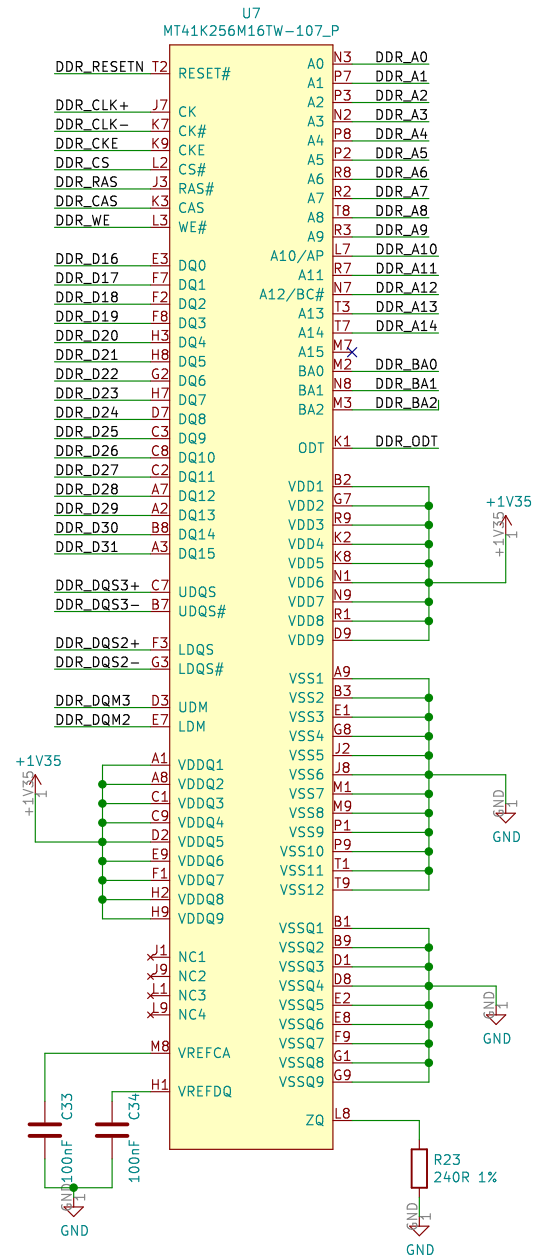 U7
MT41K256M16TW-107_P
DDR_RESETN T2 RESET#
DDR_CLK+ J7 CK
DDR_CLK- K7 CK#
DDR_CKE K9 CKE
DDR_CS L2 CS#
DDR_RAS J3 RAS#
DDR_CAS K3 CAS
DDR_WE L3 WE#
DDR_D16 E3 DQ0
DDR_D17 F7 DQ1
DDR_D18 F2 DQ2
DDR_D19 F8 DQ3
DDR_D20 H3 DQ4
DDR_D21 H8 DQ5
DDR_D22 G2 DQ6
DDR_D23 H7 DQ7
DDR_D24 D7 DQ8
DDR_D25 C3 DQ9
DDR_D26 C8 DQ10
DDR_D27 C2 DQ11
DDR_D28 A7 DQ12
DDR_D29 A2 DQ13
DDR_D30 B8 DQ14
DDR_D31 A3 DQ15
DDR_DQS3+ C7 UDQS
DDR_DQS3- B7 UDQS#
DDR_DQS2+ F3 LDQS
DDR_DQS2- G3 LDQS#
DDR_DQM3 D3 UDM
DDR_DQM2 E7 LDM
+1V35
+1V35
1
A1 VDDQ1
A8 VDDQ2
C1 VDDQ3
C9 VDDQ4
D2 VDDQ5
E9 VDDQ6
F1 VDDQ7
H2 VDDQ8
H9 VDDQ9
J1 NC1
J9 NC2
L1 NC3
L9 NC4
M8 VREFCA
H1 VREFDQ
C33
100nF
C34
100nF
GND
1
GND
A0 N3 DDR_A0
A1 P7 DDR_A1
A2 P3 DDR_A2
A3 N2 DDR_A3
A4 P8 DDR_A4
A5 P2 DDR_A5
A6 R8 DDR_A6
A7 R2 DDR_A7
A8 T8 DDR_A8
A9 R3 DDR_A9
A10/AP L7 DDR_A10
A11 R7 DDR_A11
A12/BC# N7 DDR_A12
A13 T3 DDR_A13
A14 T7 DDR_A14
A15 M7
BA0 M2 DDR_BA0
BA1 N8 DDR_BA1
BA2 M3 DDR_BA2
ODT K1 DDR_ODT
VDD1 B2
VDD2 G7
VDD3 R9
VDD4 K2
VDD5 K8
VDD6 N1
VDD7 N9
VDD8 R1
VDD9 D9
+1V35
+1V35
1
VSS1 A9
VSS2 B3
VSS3 E1
VSS4 G8
VSS5 J2
VSS6 J8
VSS7 M1
VSS8 M9
VSS9 P1
VSS10 P9
VSS11 T1
VSS12 T9
GND
1
GND
VSSQ1 B1
VSSQ2 B9
VSSQ3 D1
VSSQ4 D8
VSSQ5 E2
VSSQ6 E8
VSSQ7 F9
VSSQ8 G1
VSSQ9 G9
GND
1
GND
ZQ L8
R23
240R 1%
GND
1
GND